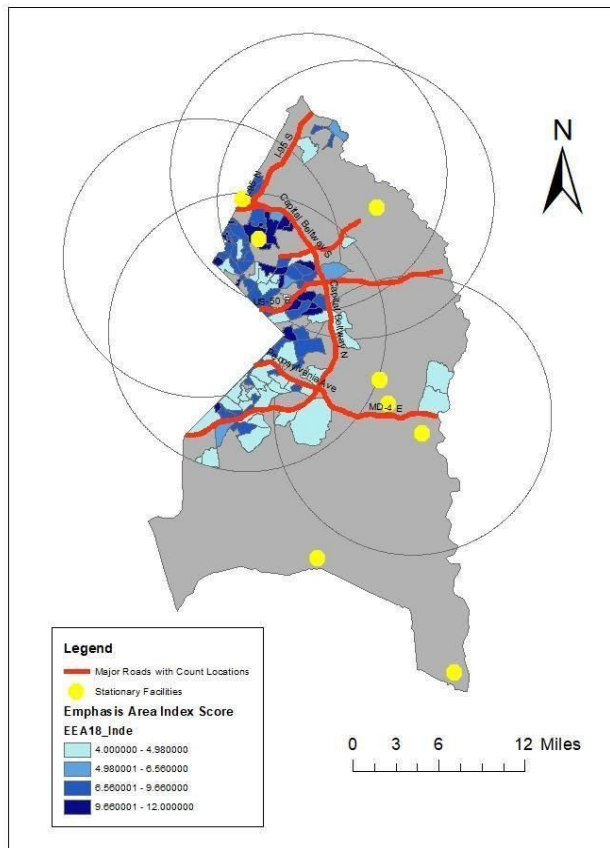 N
I-95 S
I-95 N
Capital Beltway S
US-50 E
Capital Beltway N
Pennsylvania Ave
MD-4 E
Legend
Major Roads with Count Locations
Stationary Facilities
Emphasis Area Index Score
EEA18_Inde
4.000000 - 4.980000
4.980001 - 6.560000
6.560001 - 9.660000
9.660001 - 12.000000
0 3 6 12 Miles